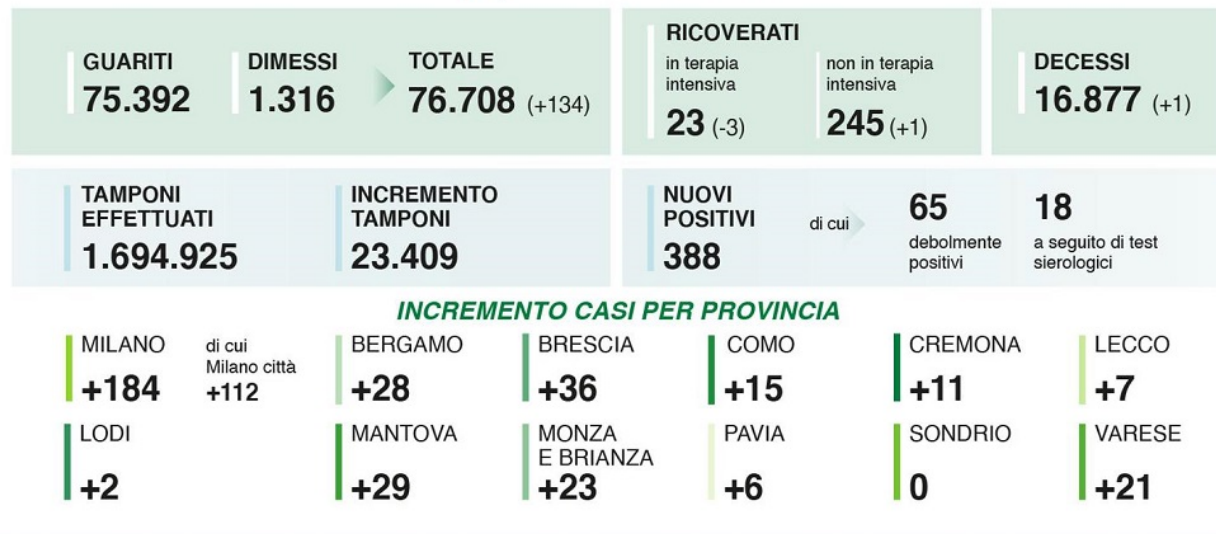 GUARITI
75.392
DIMESSI
1.316
TOTALE
76.708 (+134)
RICOVERATI
in terapia
intensiva
23 (-3)
non in terapia
intensiva
245 (+1)
DECESSI
16.877 (+1)
TAMPONI
EFFETTUATI
1.694.925
INCREMENTO
TAMPONI
23.409
NUOVI
POSITIVI
388
di cui
65
debolmente
positivi
18
a seguito di test
sierologici
INCREMENTO CASI PER PROVINCIA
MILANO
+184
di cui
Milano città
+112
BERGAMO
+28
BRESCIA
+36
COMO
+15
CREMONA
+11
LECCO
+7
LODI
+2
MANTOVA
+29
MONZA
E BRIANZA
+23
PAVIA
+6
SONDRIO
0
VARESE
+21